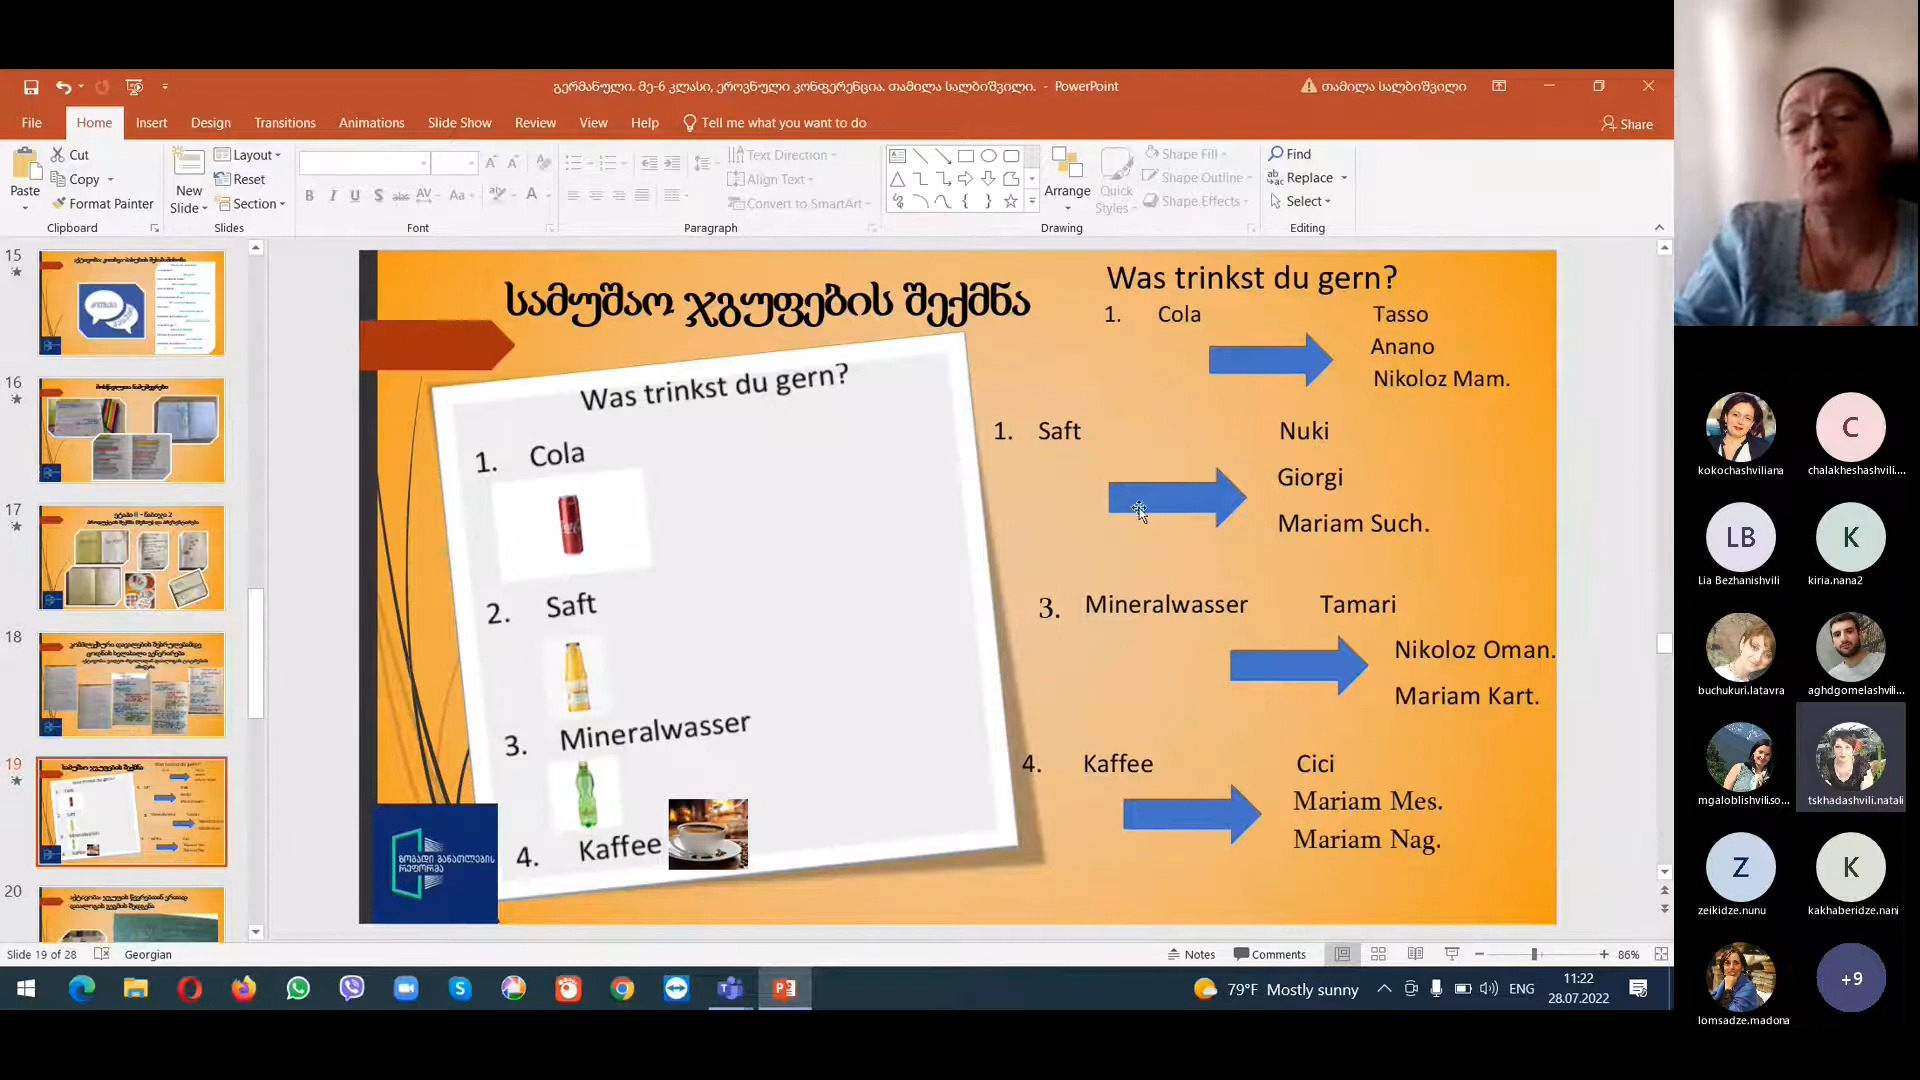 გერმანული. მე-6 კლასი, ეროვნული კონფერენცია. თამილა სალბიშვილი. - PowerPoint
თამილა სალბიშვილი
File Home Insert Design Transitions Animations Slide Show Review View Help Tell me what you want to do
Share
Paste
Cut
Copy
Format Painter
Clipboard
New Slide
Layout
Reset
Section
Slides
B I U S abc AV Aa A
Font
Text Direction
Align Text
Convert to SmartArt
Paragraph
Arrange
Quick Styles
Shape Fill
Shape Outline
Shape Effects
Drawing
Find
Replace
Select
Editing
15
16
17
18
19
20
სამუშაო ჯგუფების შექმნა
Was trinkst du gern?
1. Cola
2. Saft
3. Mineralwasser
4. Kaffee
ზოგადი განათლების
რეფორმა
Was trinkst du gern?
1. Cola Tasso
Anano
Nikoloz Mam.
1. Saft Nuki
Giorgi
Mariam Such.
3. Mineralwasser Tamari
Nikoloz Oman.
Mariam Kart.
4. Kaffee Cici
Mariam Mes.
Mariam Nag.
Slide 19 of 28 Georgian
Notes Comments 86%
79°F Mostly sunny ENG
11:22
28.07.2022
kokochashviliana
C
chalakheshashvili....
LB
Lia Bezhanishvili
K
kiria.nana2
buchukuri.latavra
aghdgomelashvili...
mgaloblishvili.so...
tskhadashvili.natali
Z
zeikidze.nunu
K
kakhaberidze.nani
lomsadze.madona
+9